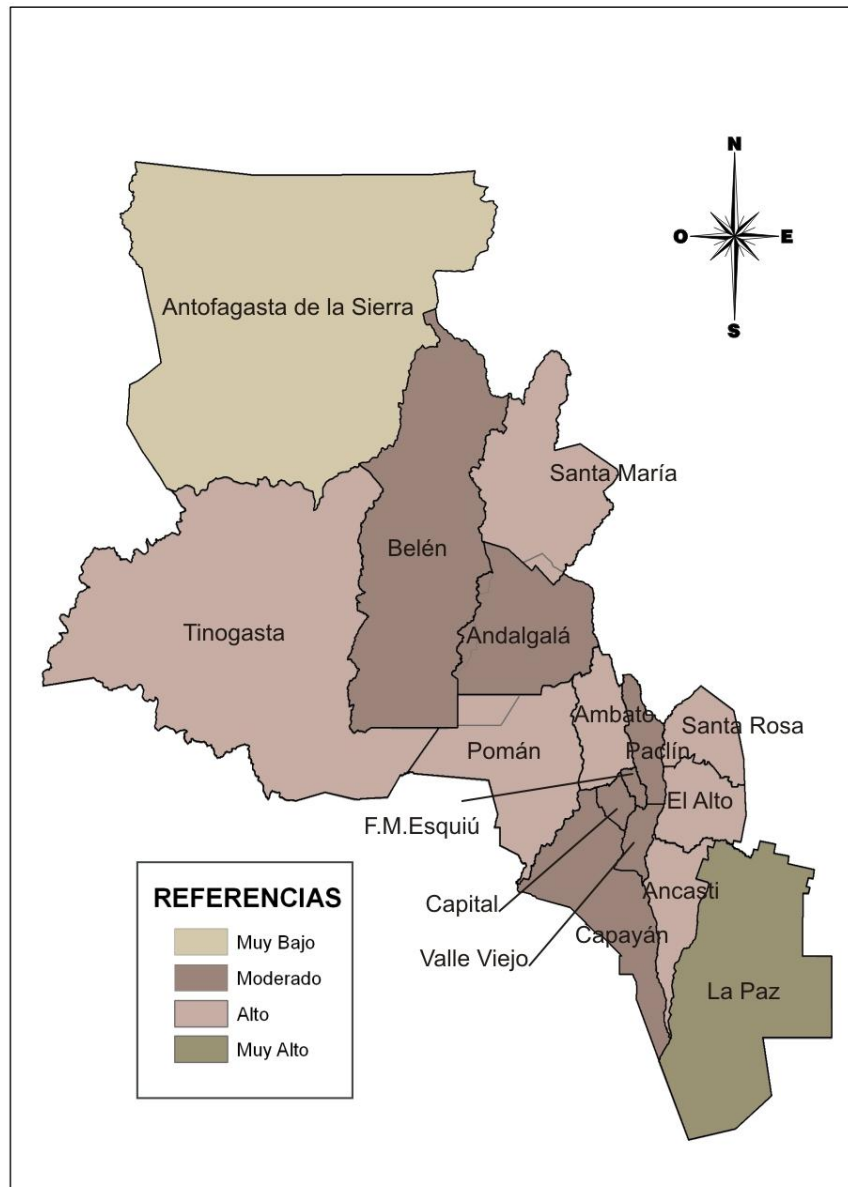 N
O
E
S
Antofagasta de la Sierra
Santa María
Belén
Tinogasta
Andalgalá
Ambato
Santa Rosa
Paclín
Pomán
El Alto
F.M.Esquiú
Ancasti
Capital
Capayán
Valle Viejo
La Paz
REFERENCIAS
Muy Bajo
Moderado
Alto
Muy Alto